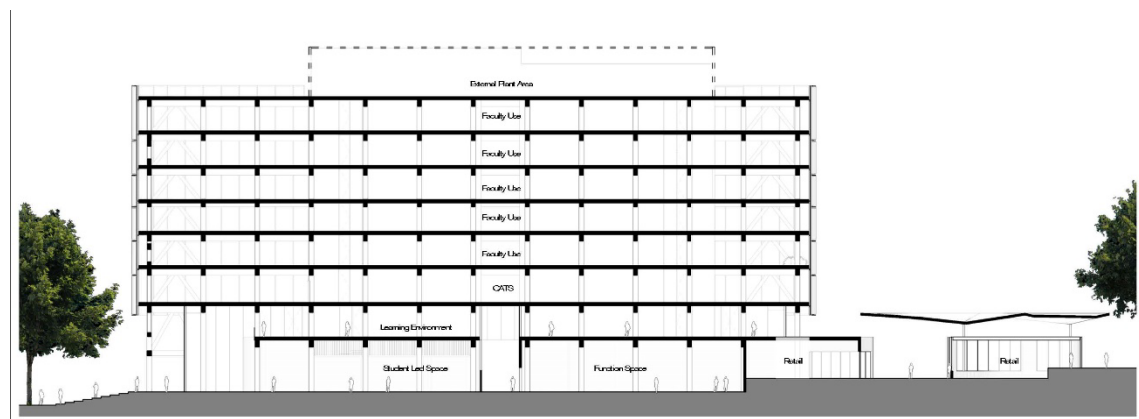 External Plant Area
Faculty Use
Faculty Use
Faculty Use
Faculty Use
Faculty Use
CATS
Learning Environment
Student Led Space
Function Space
Retail
Retail